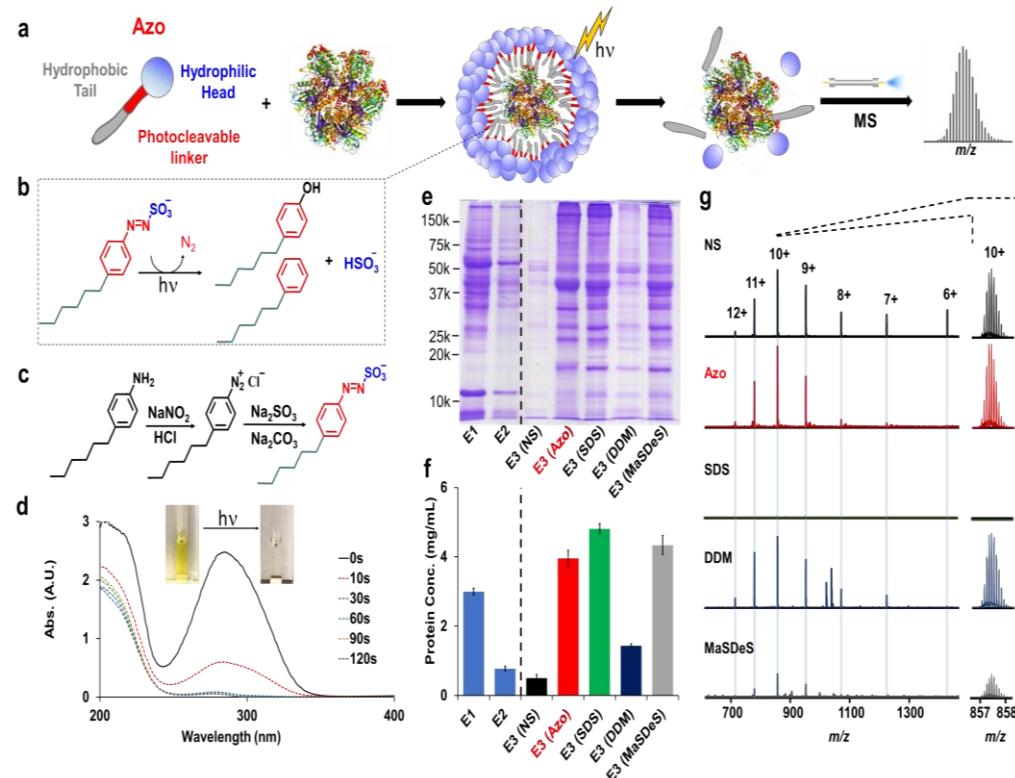 a
Azo
Hydrophobic
Tail
Hydrophilic
Head
Photocleavable
linker
+
hν
MS
m/z
b
SO₃⁻
N=N
N₂
hν
OH
+ HSO₃⁻
c
NH₂
NaNO₂
HCl
N₂⁺ Cl⁻
Na₂SO₃
Na₂CO₃
SO₃⁻
N=N
d
hν
Abs. (A.U.)
3
2
1
0
200
300
400
Wavelength (nm)
0s
10s
30s
60s
90s
120s
e
150k
75k
50k
37k
25k
20k
10k
E1
E2
E3 (NS)
E3 (Azo)
E3 (SDS)
E3 (DDM)
E3 (MaSDeS)
f
Protein Conc. (mg/mL)
6
4
2
0
E1
E2
E3 (NS)
E3 (Azo)
E3 (SDS)
E3 (DDM)
E3 (MaSDeS)
g
NS
12+
11+
10+
9+
8+
7+
6+
10+
Azo
SDS
DDM
MaSDeS
700
900
1100
1300
857
858
m/z
m/z